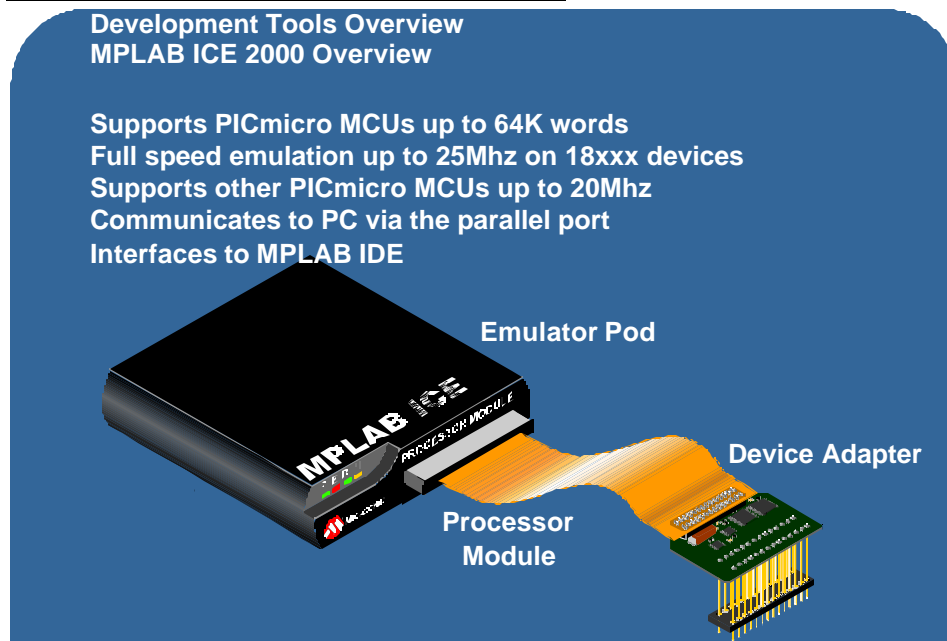 Development Tools Overview
MPLAB ICE 2000 Overview
Supports PICmicro MCUs up to 64K words
Full speed emulation up to 25Mhz on 18xxx devices
Supports other PICmicro MCUs up to 20Mhz
Communicates to PC via the parallel port
Interfaces to MPLAB IDE
Emulator Pod
MPLAB ICE
PROCESSOR MODULE
Device Adapter
Processor
Module